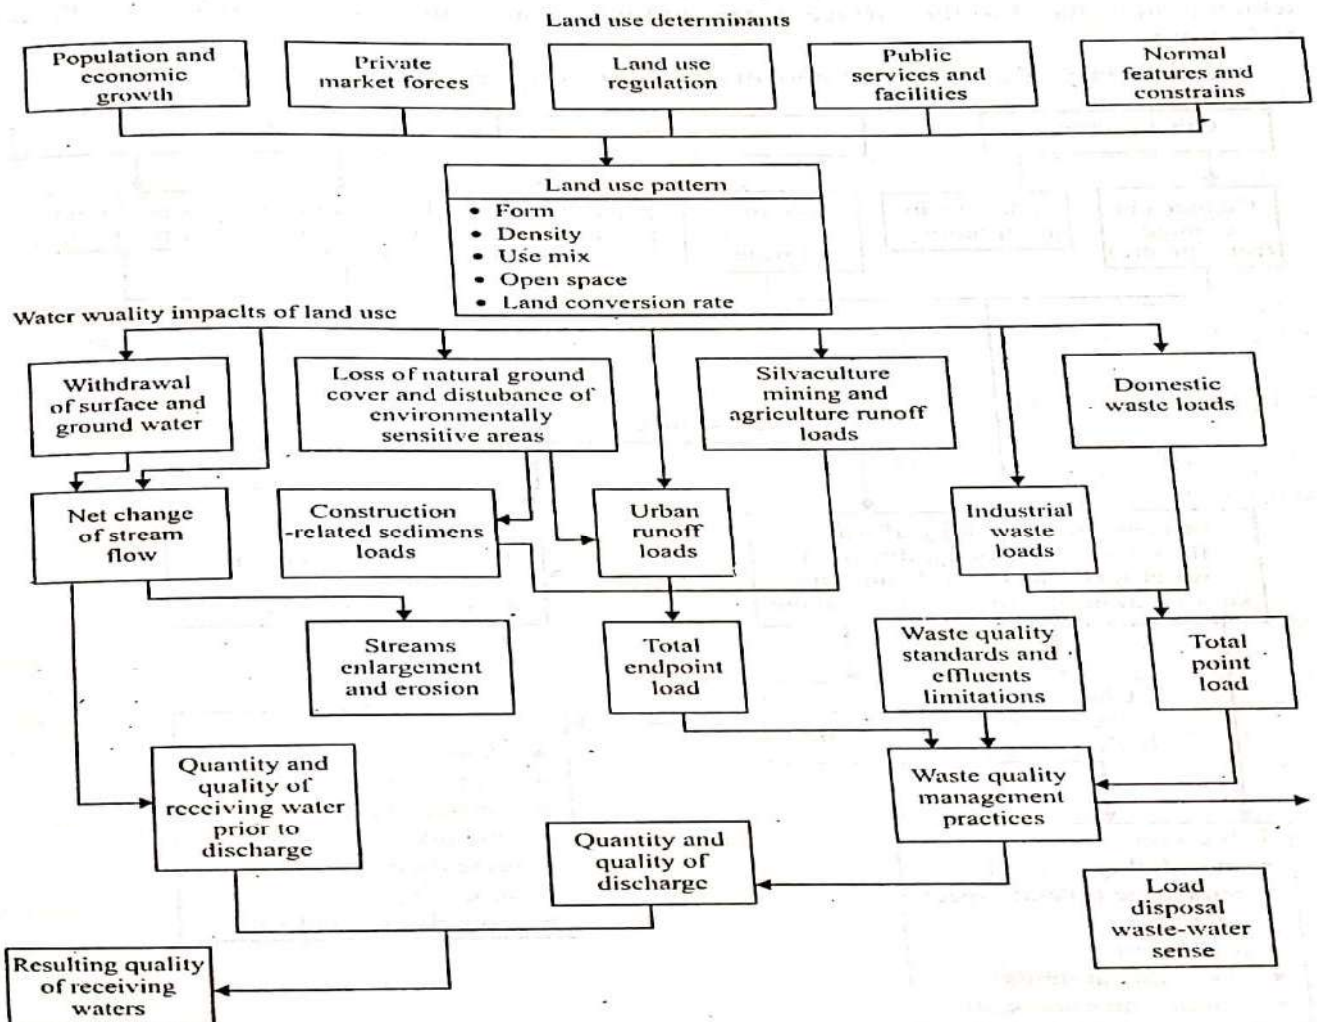 Land use determinants
Population and
economic
growth
Private
market forces
Land use
regulation
Public
services and
facilities
Normal
features and
constrains
Land use pattern
• Form
• Density
• Use mix
• Open space
• Land conversion rate
Water wuality impaclts of land use
Withdrawal
of surface and
ground water
Loss of natural ground
cover and distubance of
environmentally
sensitive areas
Silvaculture
mining and
agriculture runoff
loads
Domestic
waste loads
Net change
of stream
flow
Construction
-related sedimens
loads
Urban
runoff
loads
Industrial
waste
loads
Streams
enlargement
and erosion
Total
endpoint
load
Waste quality
standards and
effluents
limitations
Total
point
load
Quantity and
quality of
receiving water
prior to
discharge
Waste quality
management
practices
Quantity and
quality of
discharge
Load
disposal
waste-water
sense
Resulting quality
of receiving
waters